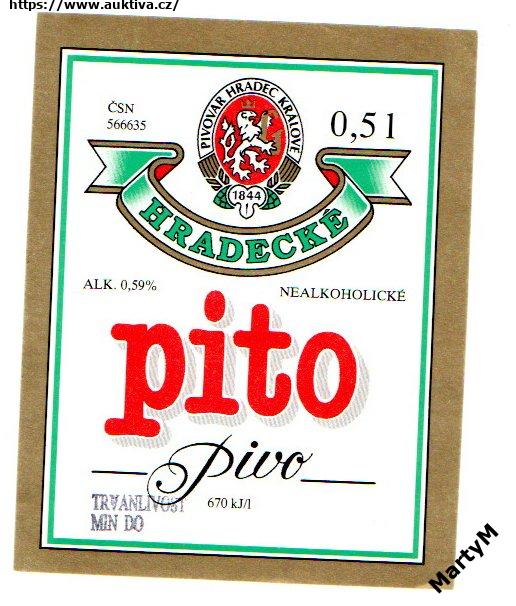 https://www.auktiva.cz/
ČSN
566635
PIVOVAR HRADEC KRÁLOVÉ
1844
0,5 l
HRADECKÉ
ALK. 0,59%
NEALKOHOLICKÉ
pito
Pivo
670 kJ/l
TRVANLIVOST
MIN DO
MartyM